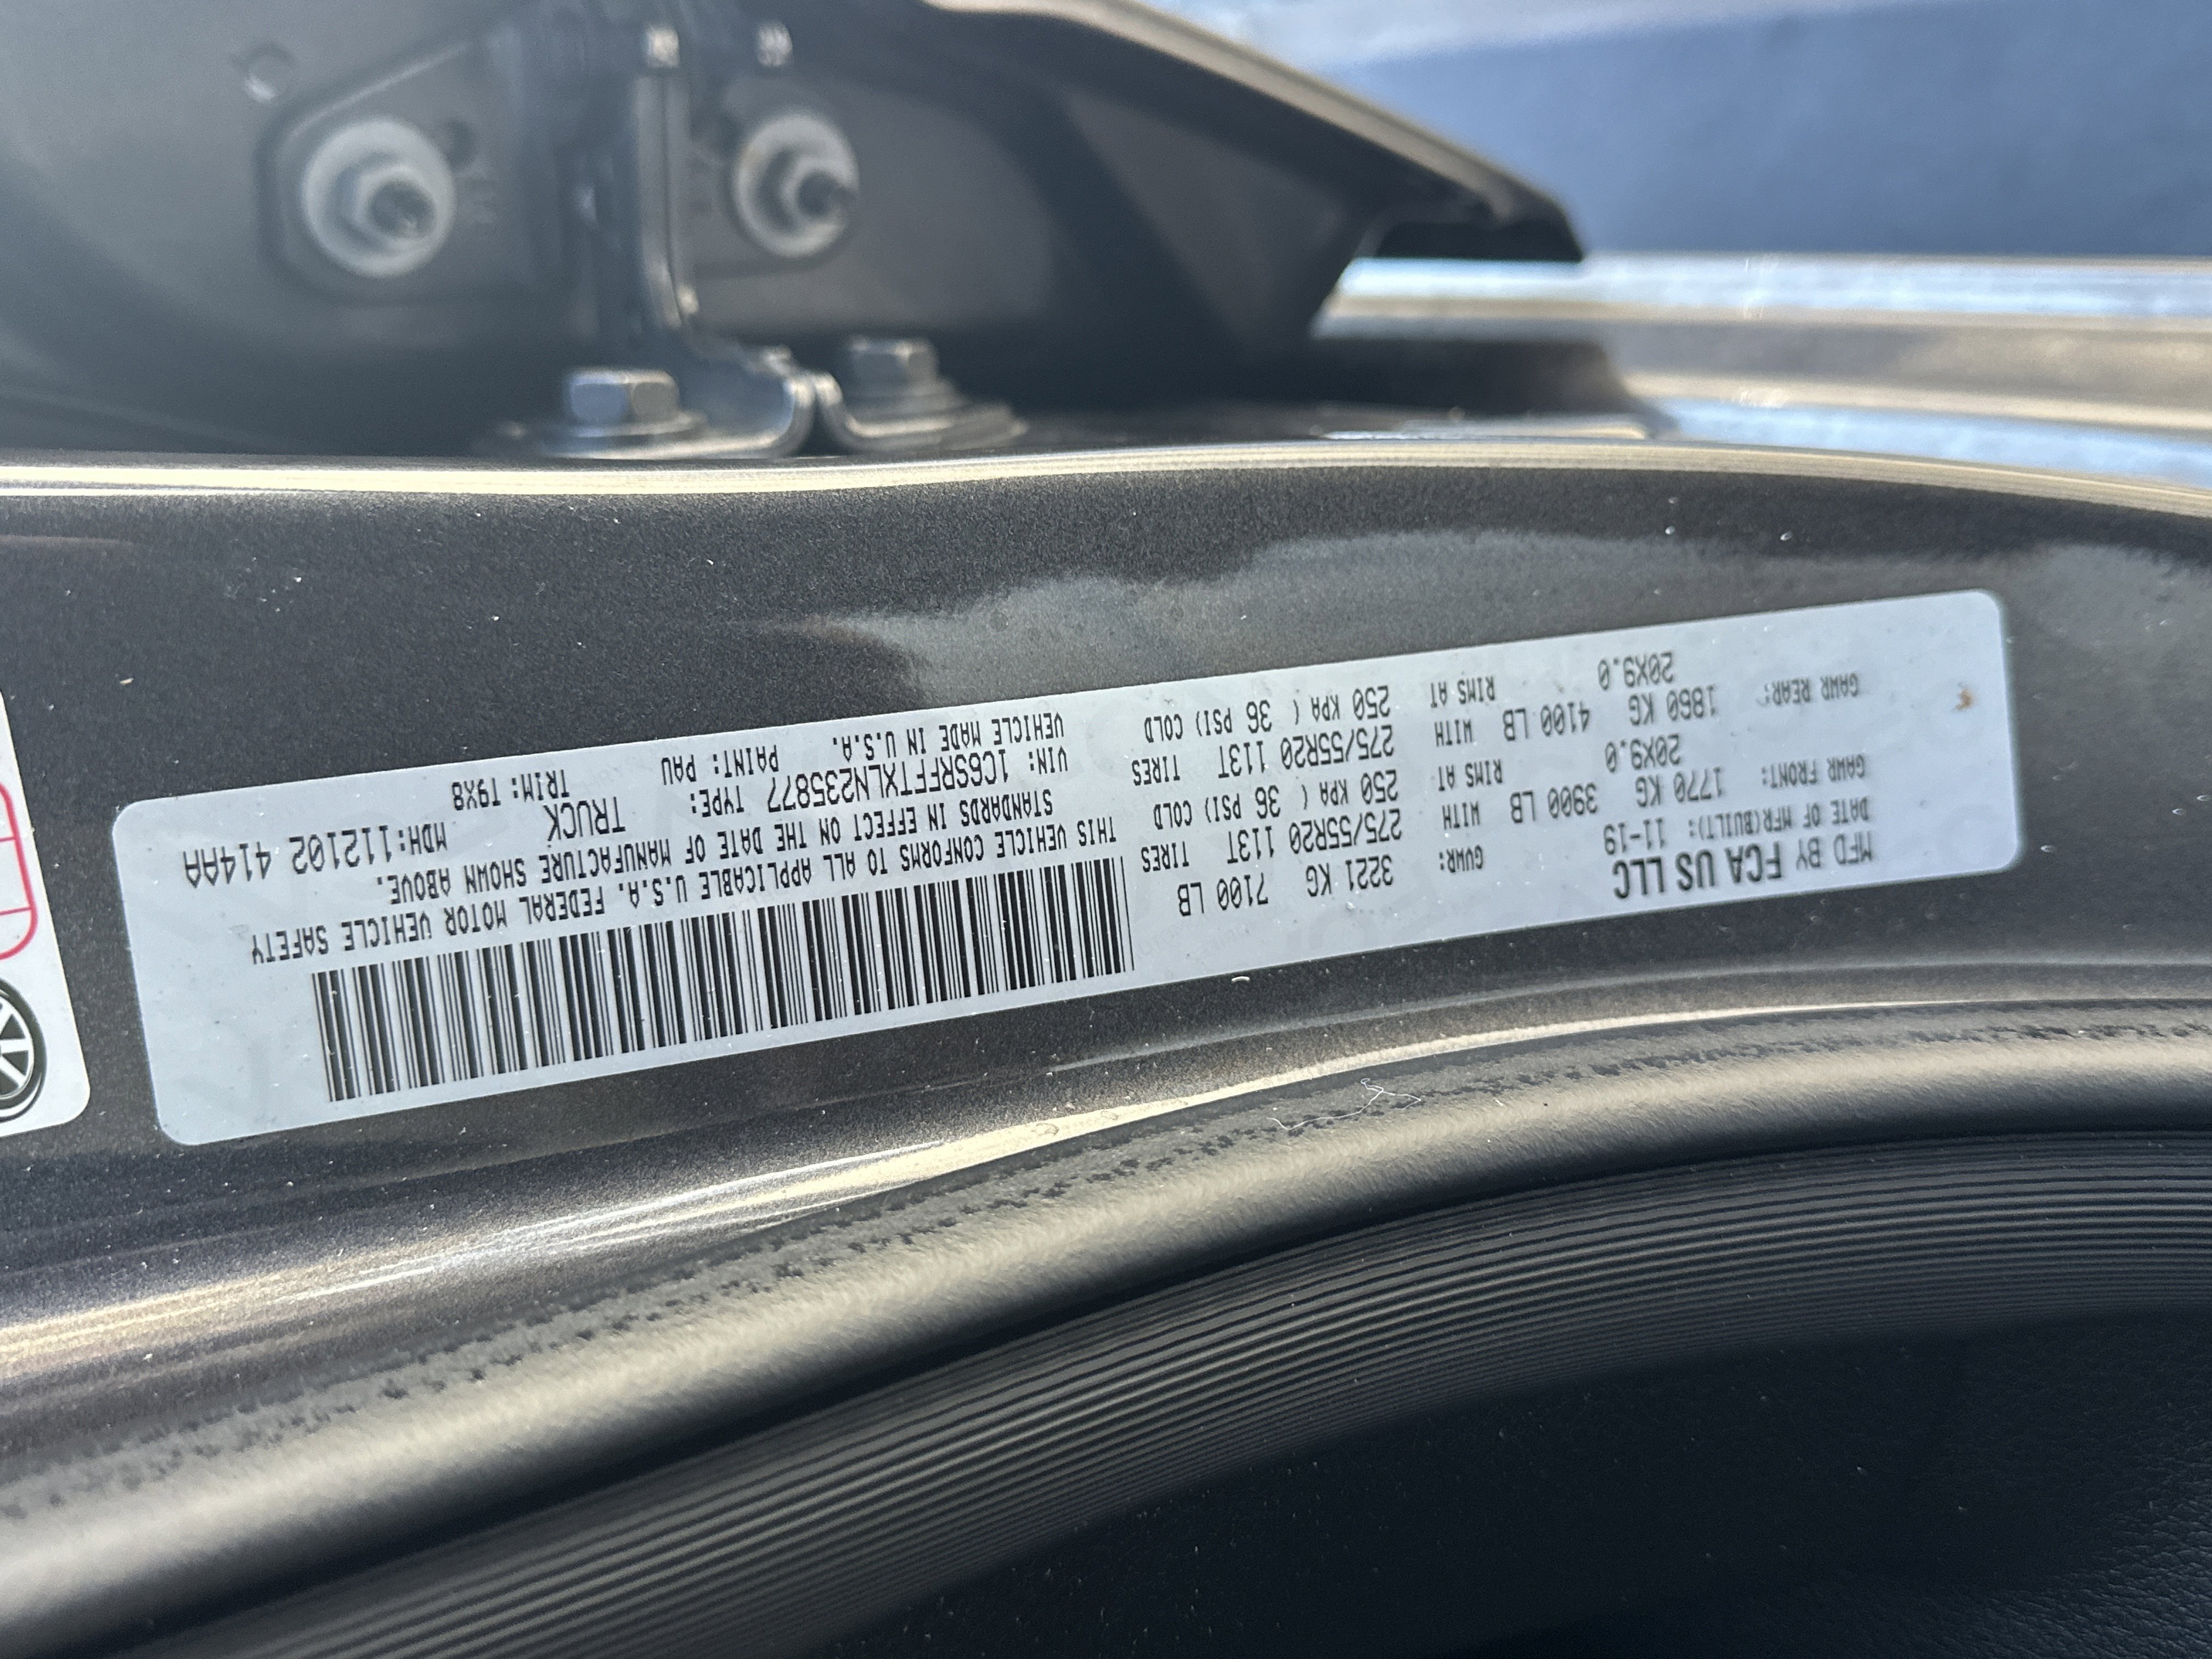 MFD BY FCA US LLC
DATE OF MFR(BUILT): 11-19
GVWR: 3221 KG 7100 LB
GAWR FRONT: 1770 KG 3900 LB WITH 275/55R20 113T TIRES
20X9.0 RIMS AT 250 KPA ( 36 PSI) COLD
GAWR REAR: 1860 KG 4100 LB WITH 275/55R20 113T TIRES
20X9.0 RIMS AT 250 KPA ( 36 PSI) COLD
THIS VEHICLE CONFORMS TO ALL APPLICABLE U.S.A. FEDERAL MOTOR VEHICLE SAFETY
STANDARDS IN EFFECT ON THE DATE OF MANUFACTURE SHOWN ABOVE.
VIN: 1C6SRFFTXLN235877 TYPE: TRUCK MDH:112102 414AA
VEHICLE MADE IN U.S.A. PAINT: PAU TRIM: T9X8